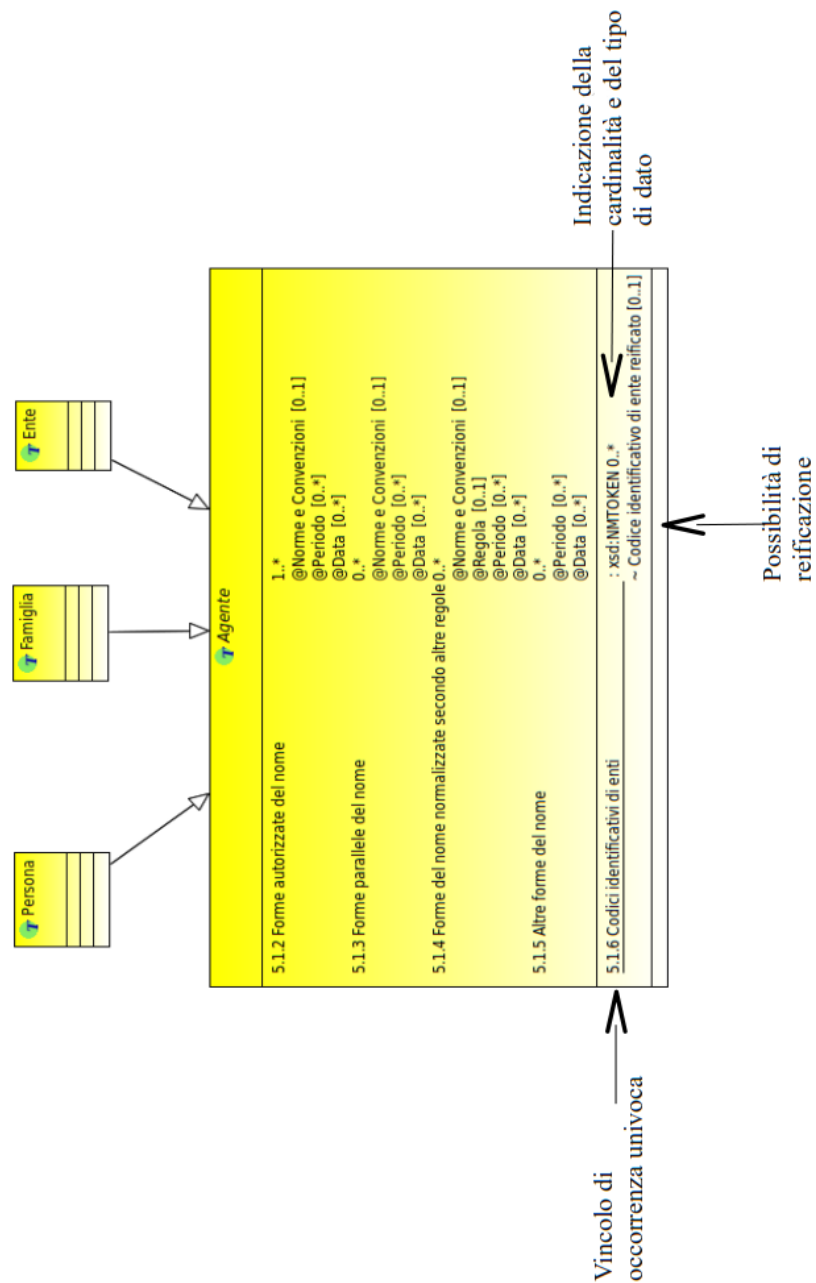 T Persona
T Famiglia
T Ente
T Agente
5.1.2 Forme autorizzate del nome 1..*
@Norme e Convenzioni [0..1]
@Periodo [0..*]
@Data [0..*]
5.1.3 Forme parallele del nome 0..*
@Norme e Convenzioni [0..1]
@Periodo [0..*]
@Data [0..*]
5.1.4 Forme del nome normalizzate secondo altre regole 0..*
@Norme e Convenzioni [0..1]
@Regola [0..1]
@Periodo [0..*]
@Data [0..*]
5.1.5 Altre forme del nome 0..*
@Periodo [0..*]
@Data [0..*]
5.1.6 Codici identificativi di enti : xsd:NMTOKEN 0..*
~ Codice identificativo di ente reificato [0..1]
Vincolo di
occorrenza univoca
Possibilità di
reificazione
Indicazione della
cardinalità e del tipo
di dato